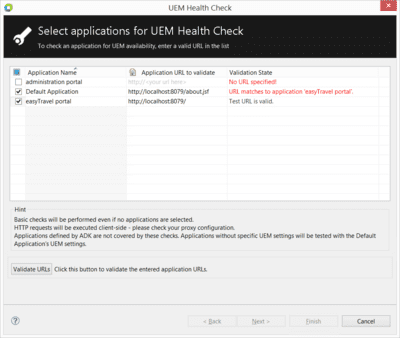 UEM Health Check
Select applications for UEM Health Check
To check an application for UEM availability, enter a valid URL in the list
Application Name Application URL to validate Validation State
administration portal http:// <your url here> No URL specified!
Default Application http://localhost:8079/about.jsf URL matches to application 'easyTravel portal'.
easyTravel portal http://localhost:8079/ Test URL is valid.
Hint
Basic checks will be performed even if no applications are selected.
HTTP requests will be executed client-side - please check your proxy configuration.
Applications defined by ADK are not covered by these checks. Applications without specific UEM settings will be tested with the Default
Application's UEM settings.
Validate URLs Click this button to validate the entered application URLs.
< Back Next > Finish Cancel